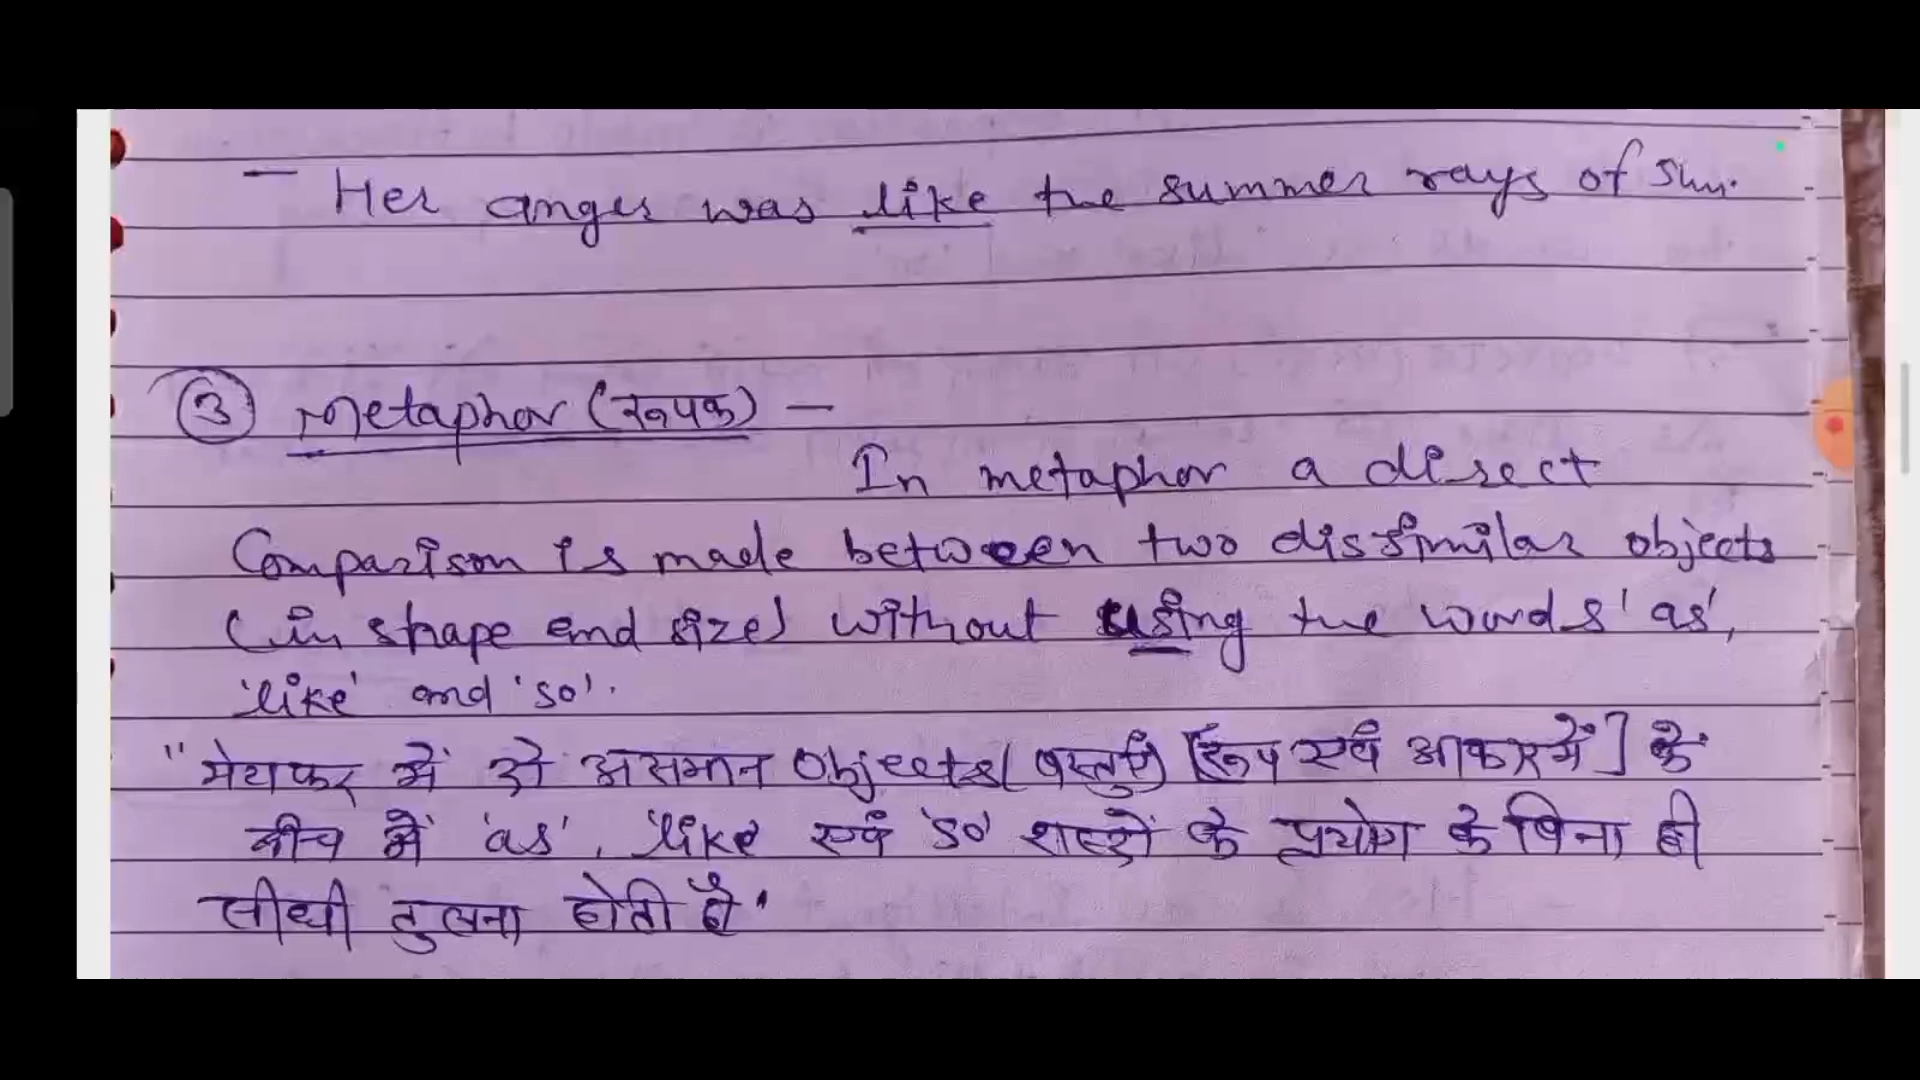 - Her anger was like the summer rays of sun.
③ Metaphor (रूपक) -
In metaphor a direct
Comparison is made between two dissimilar objects
(in shape and size) without using the words 'as',
'like' and 'so'.
"मेटाफर में दो असमान objects (वस्तुएँ) [रूप एवं आकार में] के
बीच में 'as', 'like' एवं 'so' शब्दों के प्रयोग के बिना ही
सीधी तुलना होती है"